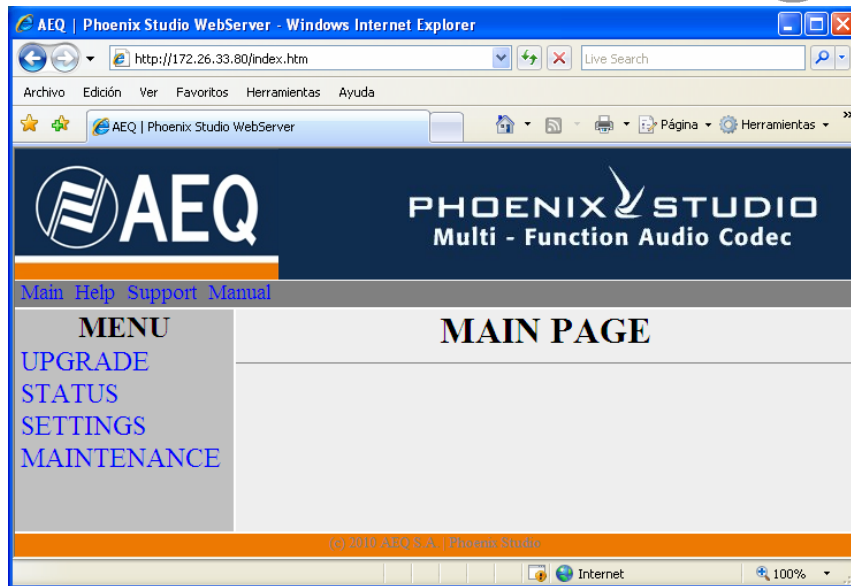 AEQ | Phoenix Studio WebServer - Windows Internet Explorer
http://172.26.33.80/index.htm
Live Search
Archivo Edición Ver Favoritos Herramientas Ayuda
AEQ | Phoenix Studio WebServer
Página
Herramientas
AEQ
PHOENIX STUDIO
Multi - Function Audio Codec
Main Help Support Manual
MENU
MAIN PAGE
UPGRADE
STATUS
SETTINGS
MAINTENANCE
(c) 2010 AEQ S.A. | Phoenix Studio
Internet
100%